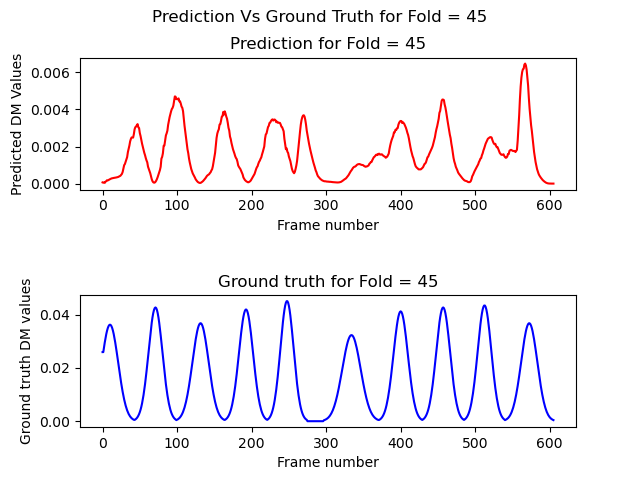 Prediction Vs Ground Truth for Fold = 45
Prediction for Fold = 45
Predicted DM Values
0.006
0.004
0.002
0.000
0 100 200 300 400 500 600
Frame number
Ground truth for Fold = 45
Ground truth DM values
0.04
0.02
0.00
0 100 200 300 400 500 600
Frame number